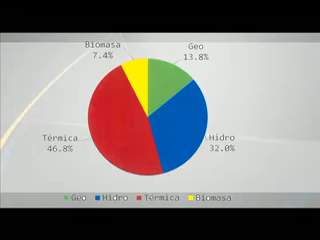 Biomasa
7.4%
Geo
13.8%
Térmica
46.8%
Hidro
32.0%
Geo Hidro Térmica Biomasa